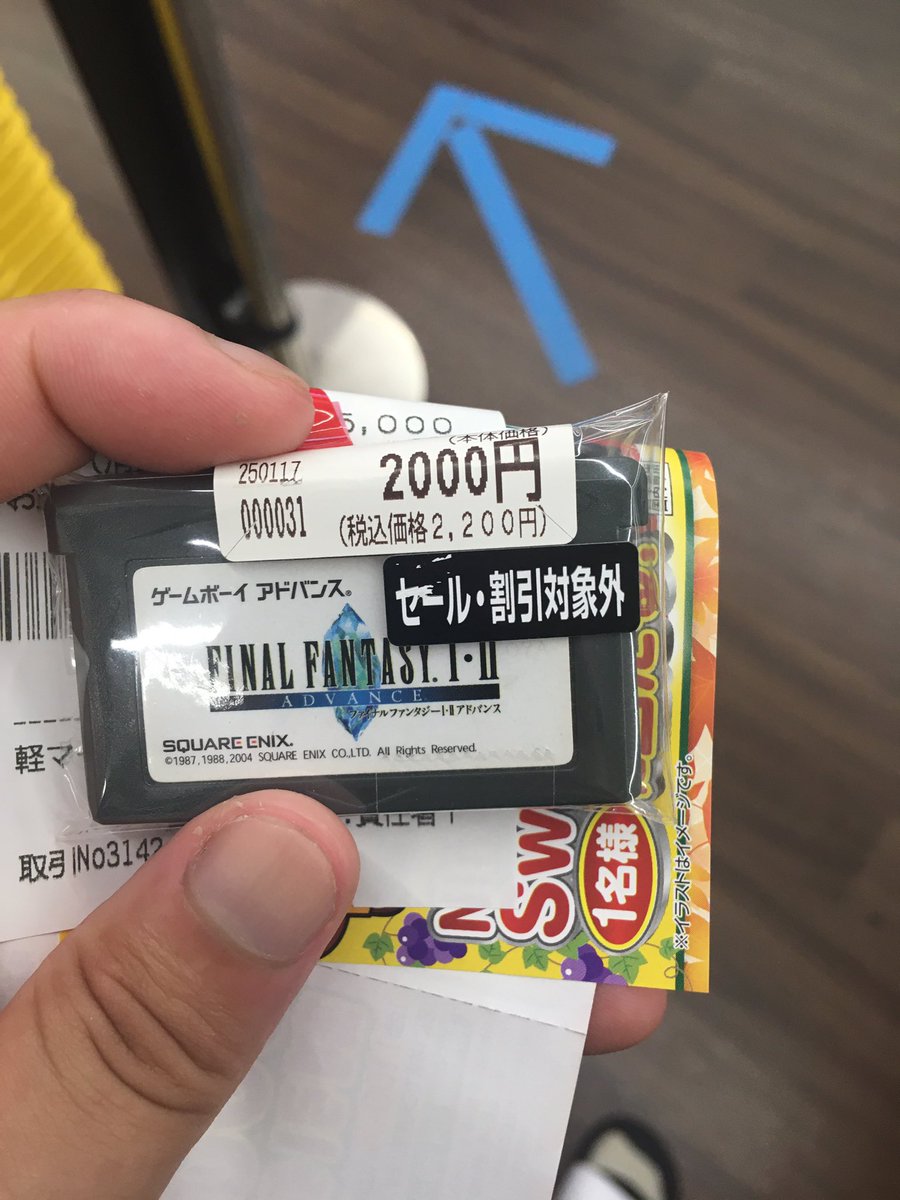 5,000
(本体価格)
250117
2000円
000031
(税込価格2,200円)
セール・割引対象外
ゲームボーイ アドバンス®
FINAL FANTASY. I・II
ADVANCE
ファイナルファンタジーI・II アドバンス
SQUARE ENIX.
©1987,1988,2004 SQUARE ENIX CO.,LTD. All Rights Reserved.
軽マ
責任者
取引No3142
SW
1名様
※イラストはイメージです。